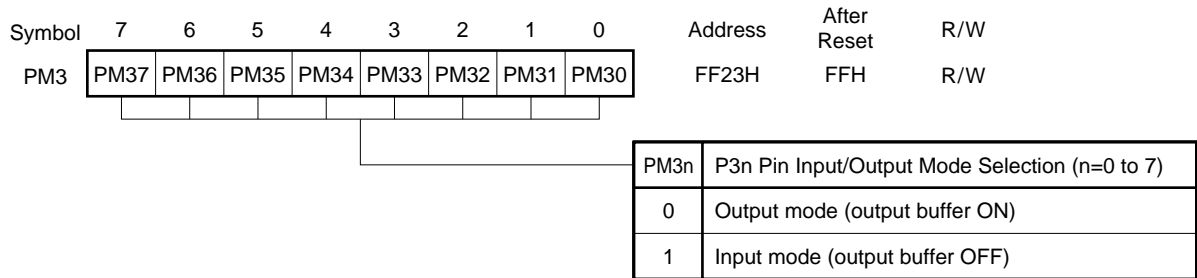 Symbol 7 6 5 4 3 2 1 0 Address After Reset R/W
PM3 PM37 PM36 PM35 PM34 PM33 PM32 PM31 PM30 FF23H FFH R/W
PM3n P3n Pin Input/Output Mode Selection (n=0 to 7)
0 Output mode (output buffer ON)
1 Input mode (output buffer OFF)